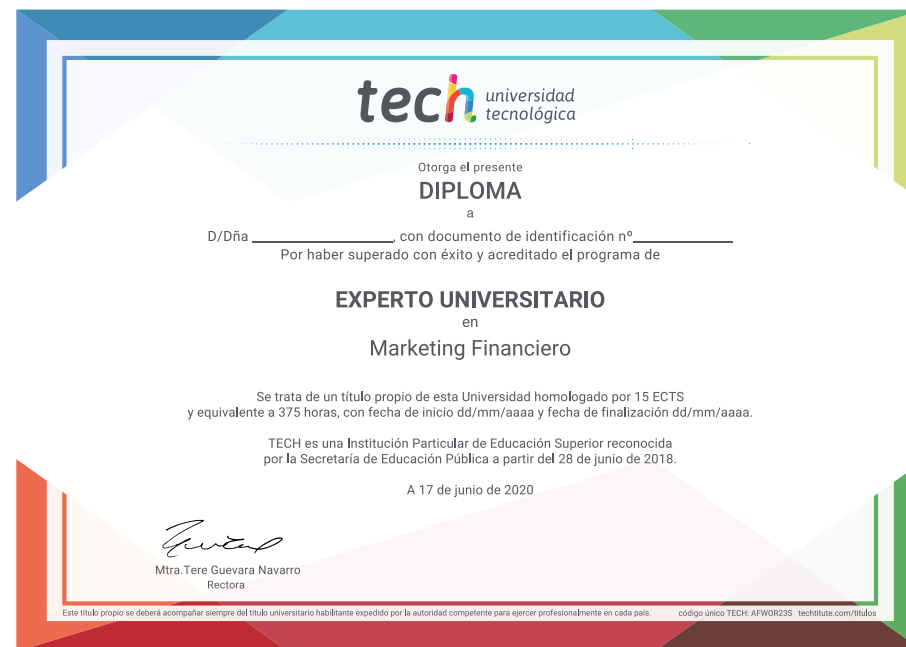 tech universidad
tecnológica
Otorga el presente
DIPLOMA
a
D/Dña ____________, con documento de identificación nº____________
Por haber superado con éxito y acreditado el programa de
EXPERTO UNIVERSITARIO
en
Marketing Financiero
Se trata de un título propio de esta Universidad homologado por 15 ECTS
y equivalente a 375 horas, con fecha de inicio dd/mm/aaaa y fecha de finalización dd/mm/aaaa.
TECH es una Institución Particular de Educación Superior reconocida
por la Secretaría de Educación Pública a partir del 28 de junio de 2018.
A 17 de junio de 2020
Mtra.Tere Guevara Navarro
Rectora
Este título propio se deberá acompañar siempre del título universitario habilitante expedido por la autoridad competente para ejercer profesionalmente en cada país. código único TECH: AFWOR23S techtitute.com/titulos